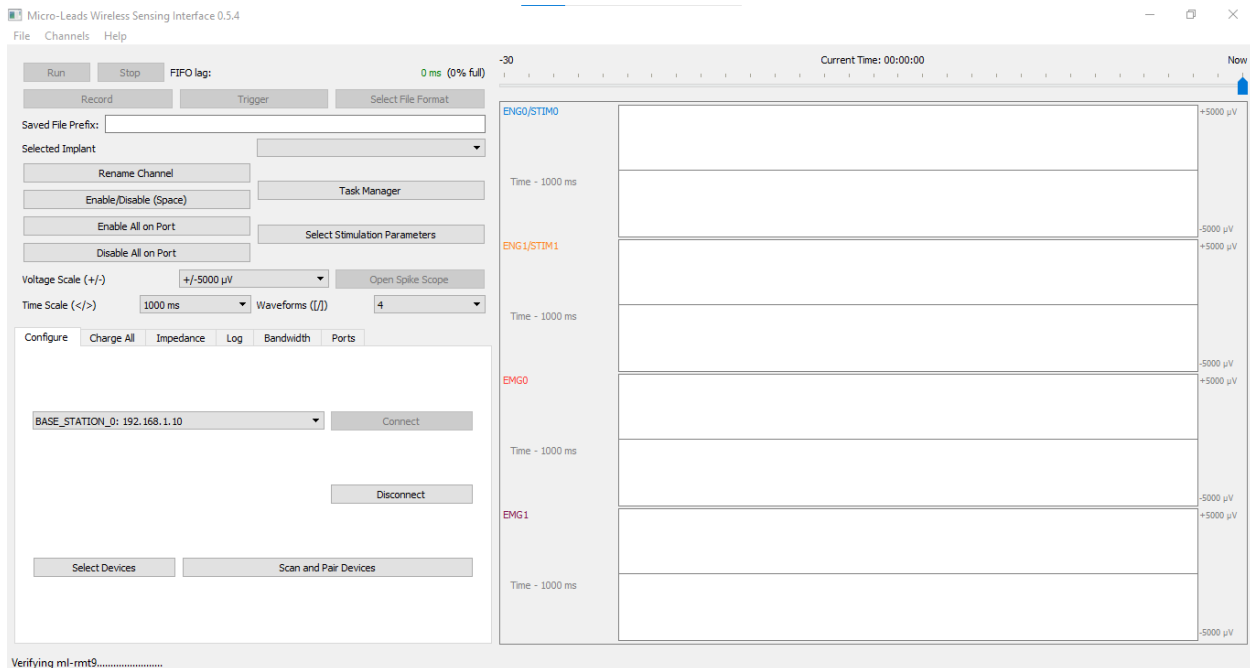 Micro-Leads Wireless Sensing Interface 0.5.4
File Channels Help
Run Stop FIFO lag: 0 ms (0% full)
Record Trigger Select File Format
Saved File Prefix:
Selected Implant
Rename Channel
Task Manager
Enable/Disable (Space)
Enable All on Port
Select Stimulation Parameters
Disable All on Port
Voltage Scale (+/-) +/-5000 µV Open Spike Scope
Time Scale (</>) 1000 ms Waveforms ([/]) 4
Configure Charge All Impedance Log Bandwidth Ports
BASE_STATION_0: 192.168.1.10 Connect
Disconnect
Select Devices Scan and Pair Devices
Verifying ml-rmt9.......................
-30 Current Time: 00:00:00 Now
ENG0/STIM0 +5000 µV
Time - 1000 ms
-5000 µV
ENG1/STIM1 +5000 µV
Time - 1000 ms
-5000 µV
EMG0 +5000 µV
Time - 1000 ms
-5000 µV
EMG1 +5000 µV
Time - 1000 ms
-5000 µV